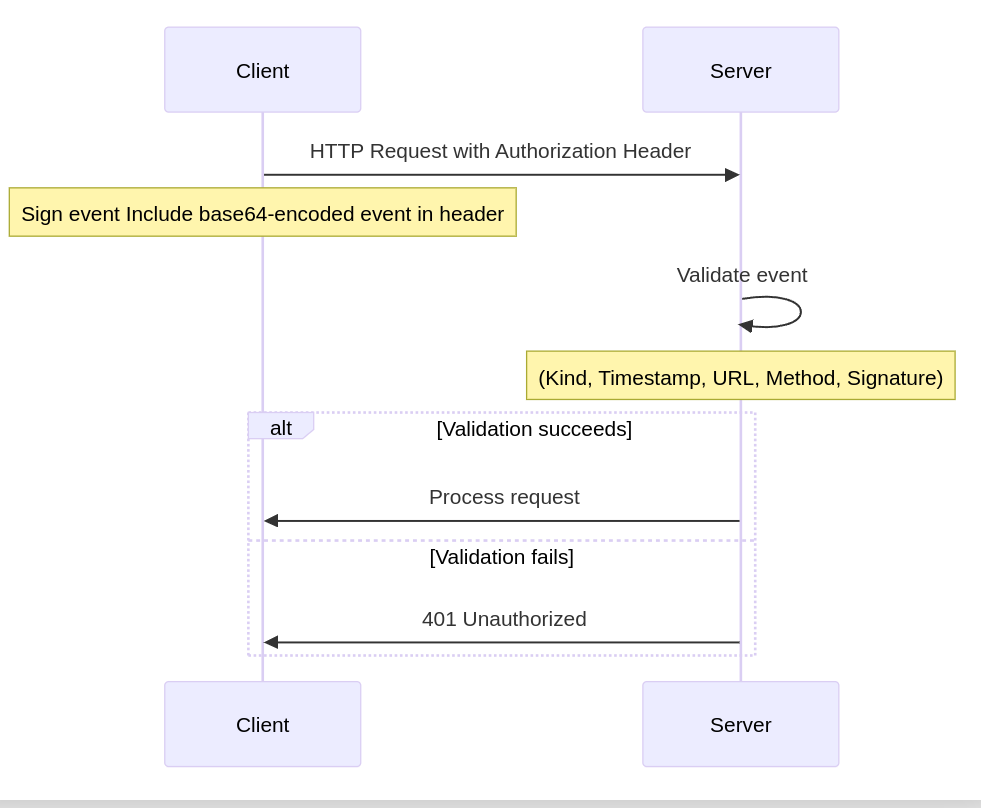 Client
Server
HTTP Request with Authorization Header
Sign event Include base64-encoded event in header
Validate event
(Kind, Timestamp, URL, Method, Signature)
alt
[Validation succeeds]
Process request
[Validation fails]
401 Unauthorized
Client
Server